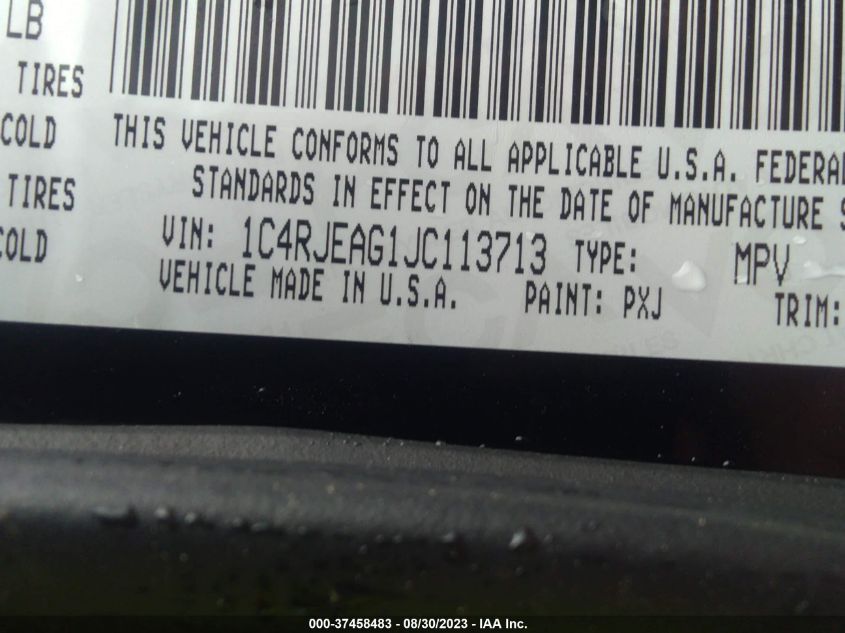 LB
TIRES
COLD
TIRES
COLD
THIS VEHICLE CONFORMS TO ALL APPLICABLE U.S.A. FEDERAL
STANDARDS IN EFFECT ON THE DATE OF MANUFACTURE S
VIN: 1C4RJEAG1JC113713 TYPE: MPV
VEHICLE MADE IN U.S.A. PAINT: PXJ TRIM:
000-37458483 - 08/30/2023 - IAA Inc.